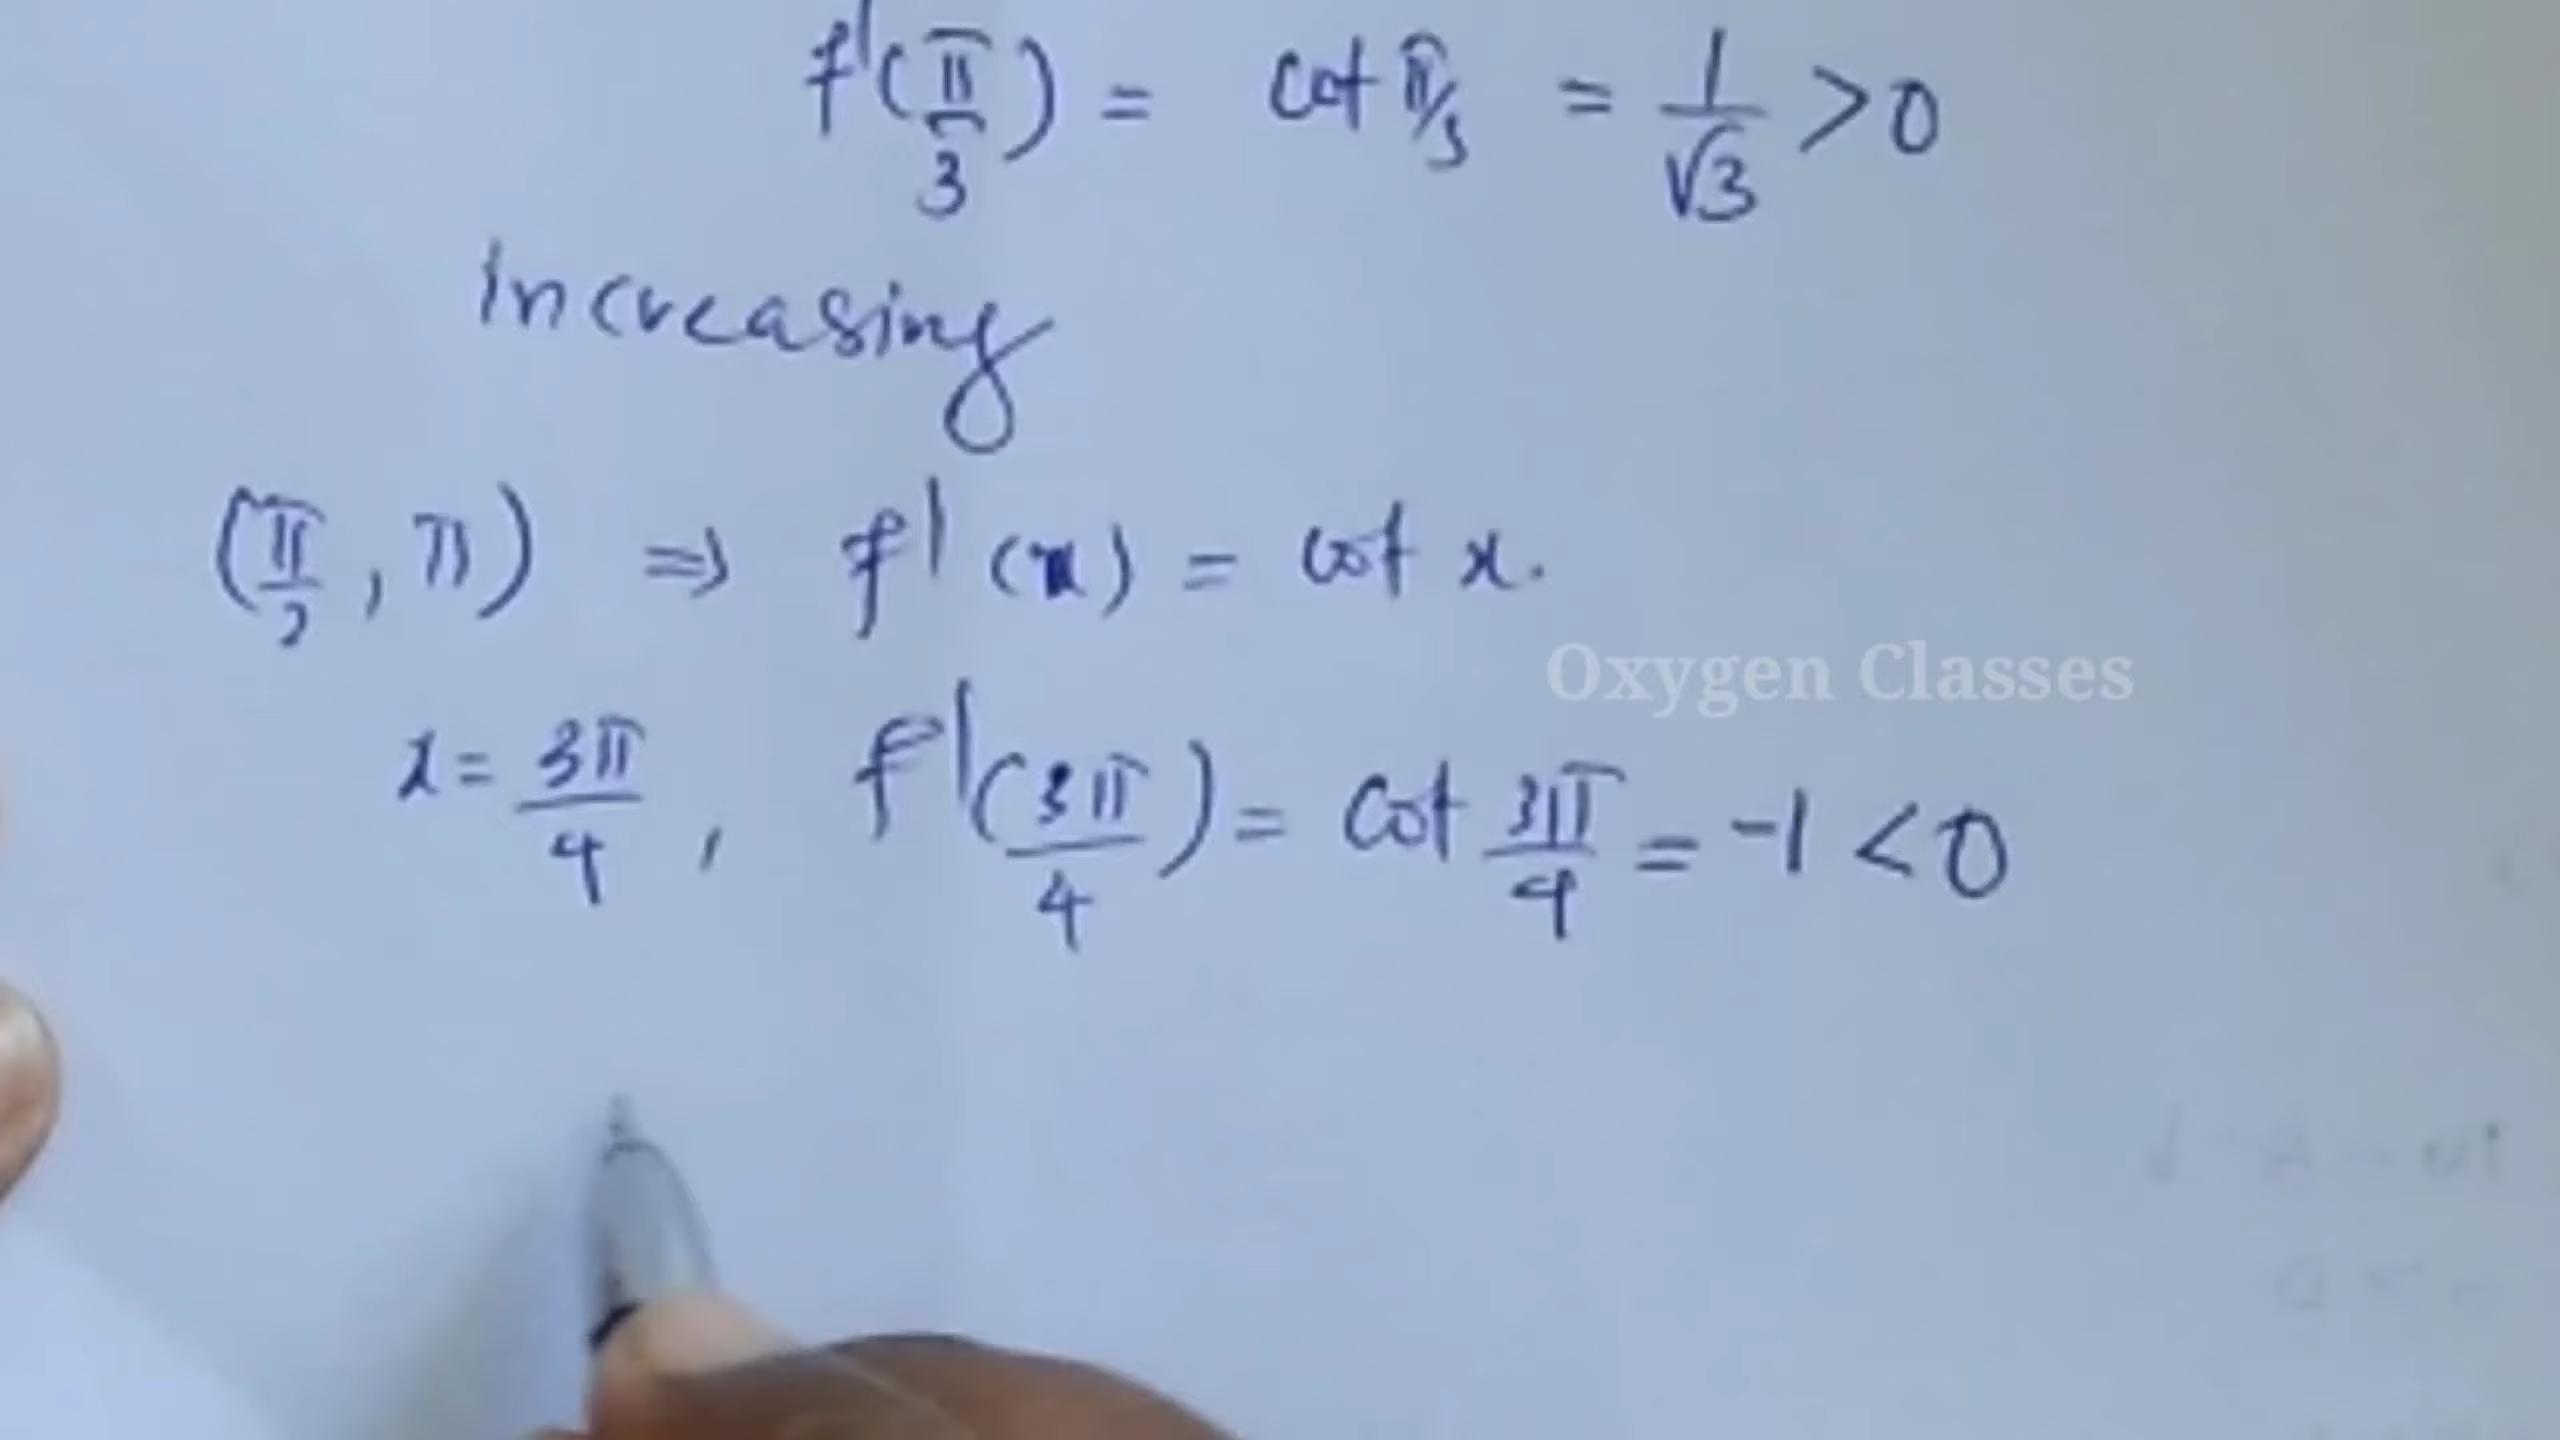 f'(π/3) = cot π/3 = 1/√3 > 0
increasing
(π/2, π) ⇒ f'(x) = cot x.
Oxygen Classes
x = 3π/4, f'(3π/4) = cot 3π/4 = -1 < 0